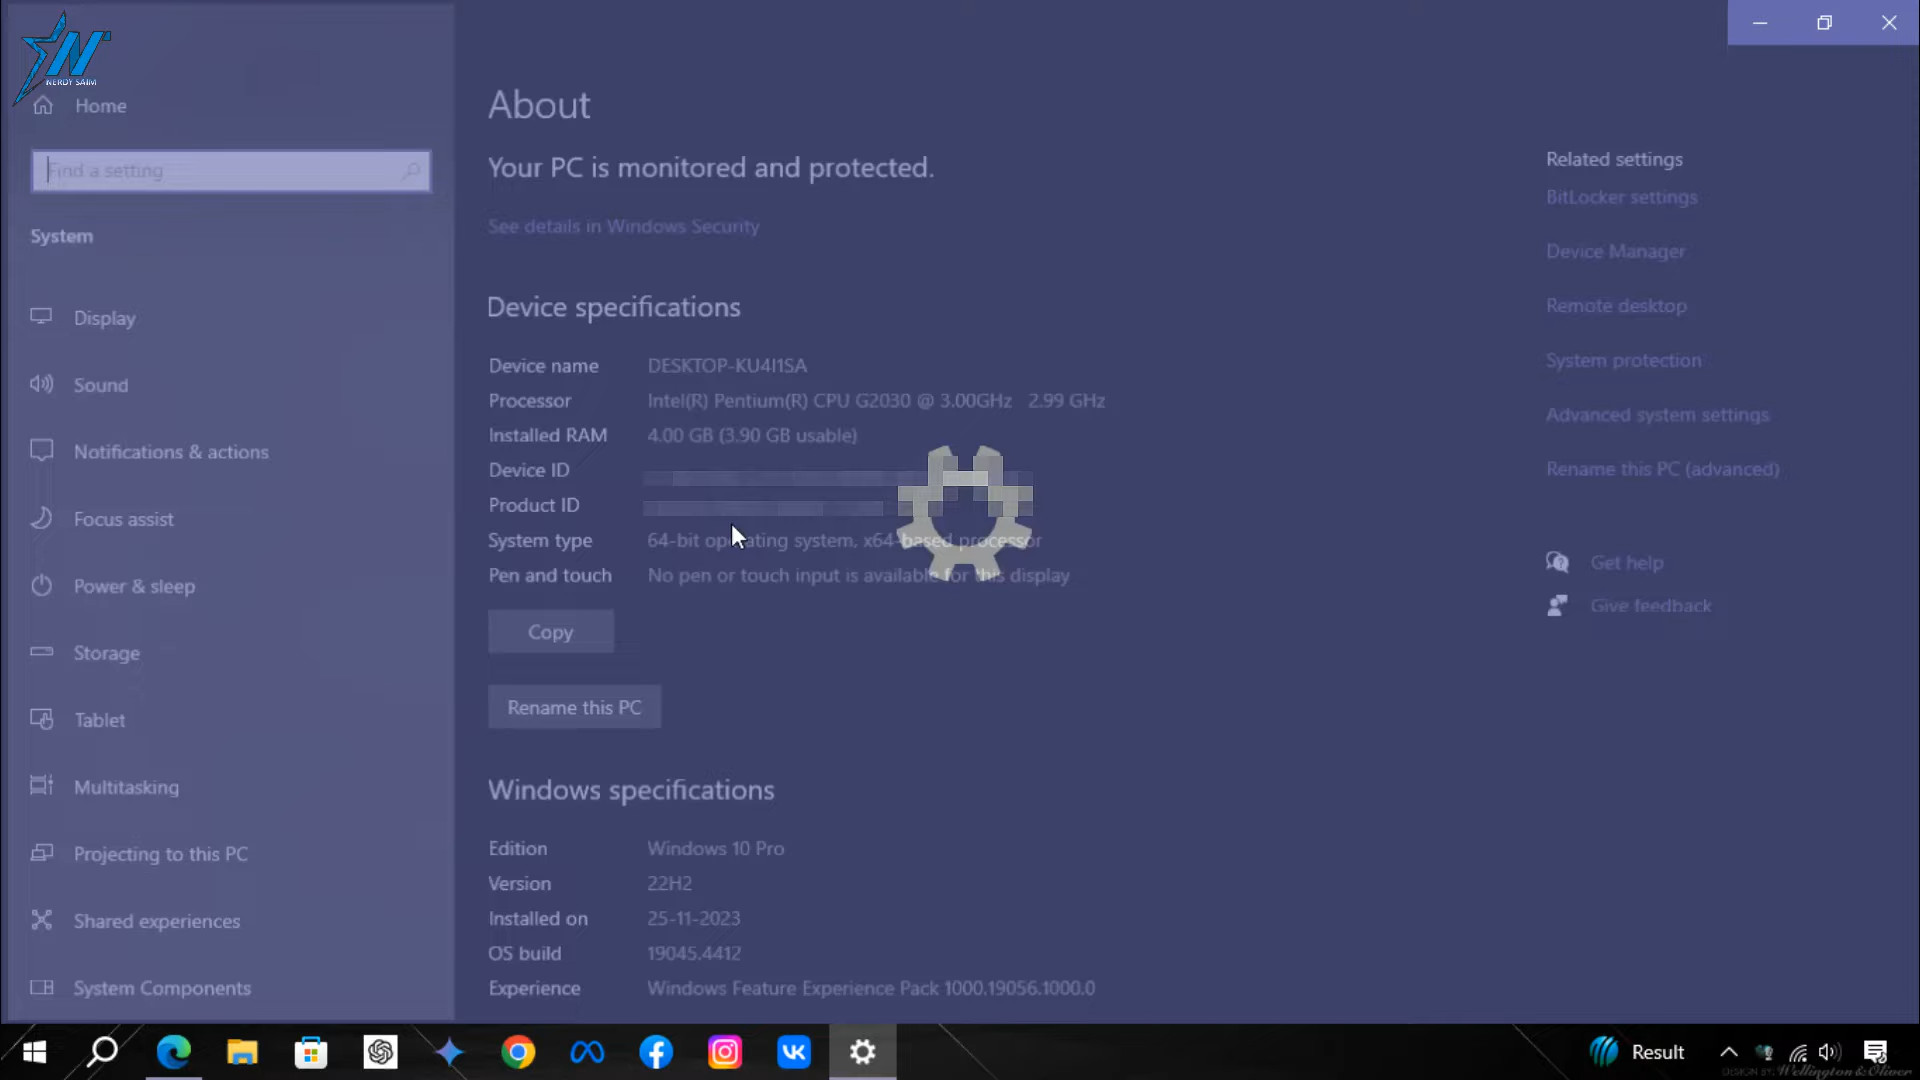 NERDY SAIM
Home
Find a setting
System
Display
Sound
Notifications & actions
Focus assist
Power & sleep
Storage
Tablet
Multitasking
Projecting to this PC
Shared experiences
System Components
About
Your PC is monitored and protected.
See details in Windows Security
Device specifications
Device name DESKTOP-KU4I1SA
Processor Intel(R) Pentium(R) CPU G2030 @ 3.00GHz 2.99 GHz
Installed RAM 4.00 GB (3.90 GB usable)
Device ID
Product ID
System type 64-bit operating system, x64-based processor
Pen and touch No pen or touch input is available for this display
Copy
Rename this PC
Windows specifications
Edition Windows 10 Pro
Version 22H2
Installed on 25-11-2023
OS build 19045.4412
Experience Windows Feature Experience Pack 1000.19056.1000.0
Related settings
BitLocker settings
Device Manager
Remote desktop
System protection
Advanced system settings
Rename this PC (advanced)
Get help
Give feedback
Result
DESIGN BY: Wellington & Oliver